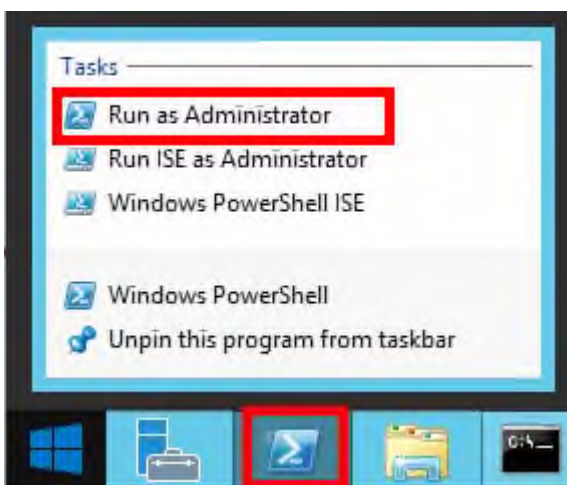 Tasks
Run as Administrator
Run ISE as Administrator
Windows PowerShell ISE
Windows PowerShell
Unpin this program from taskbar